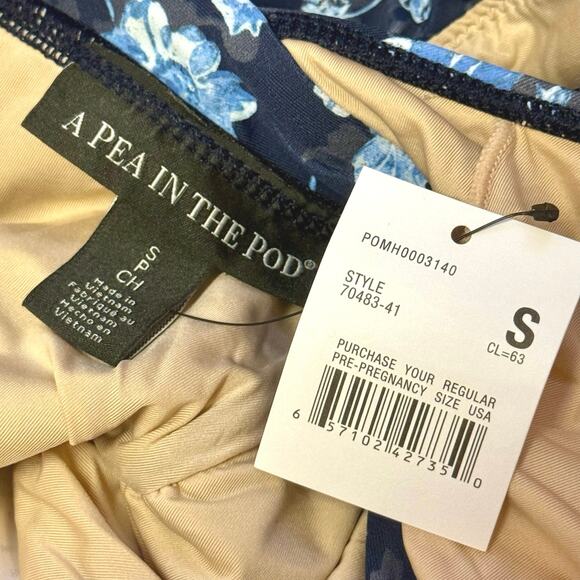 A PEA IN THE POD®
S
P
CH
Made in
Vietnam
Fabriqué au
Vietnam
Hecho en
Vietnam
POMH0003140
STYLE
70483-41
S
CL=63
PURCHASE YOUR REGULAR
PRE-PREGNANCY SIZE USA
6 57102 42735 0